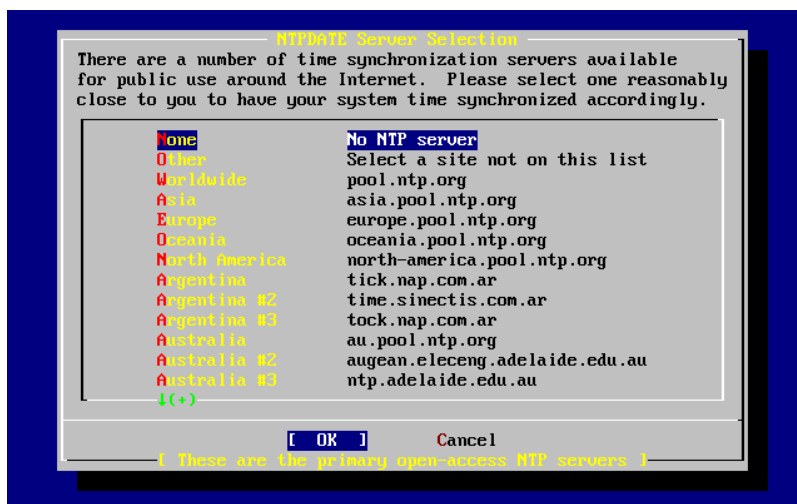 NTPDATE Server Selection
There are a number of time synchronization servers available
for public use around the Internet.  Please select one reasonably
close to you to have your system time synchronized accordingly.
None No NTP server
Other Select a site not on this list
Worldwide pool.ntp.org
Asia asia.pool.ntp.org
Europe europe.pool.ntp.org
Oceania oceania.pool.ntp.org
North America north-america.pool.ntp.org
Argentina tick.nap.com.ar
Argentina #2 time.sinectis.com.ar
Argentina #3 tock.nap.com.ar
Australia au.pool.ntp.org
Australia #2 augean.eleceng.adelaide.edu.au
Australia #3 ntp.adelaide.edu.au
↓(+)
[ OK ] Cancel
[ These are the primary open-access NTP servers ]